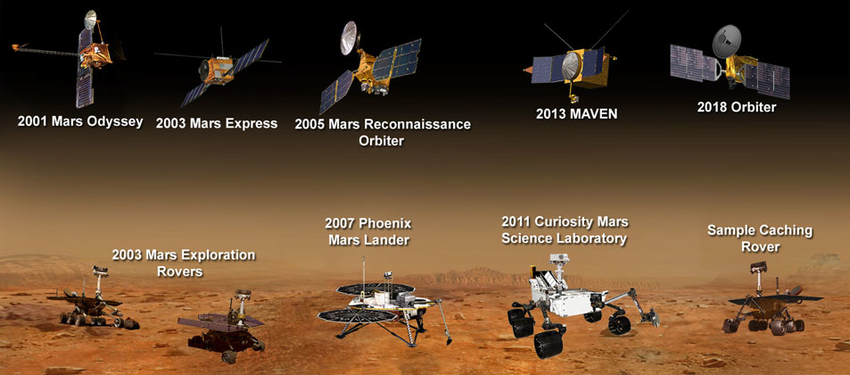 2001 Mars Odyssey
2003 Mars Express
2005 Mars Reconnaissance
Orbiter
2013 MAVEN
2018 Orbiter
2003 Mars Exploration
Rovers
2007 Phoenix
Mars Lander
2011 Curiosity Mars
Science Laboratory
Sample Caching
Rover